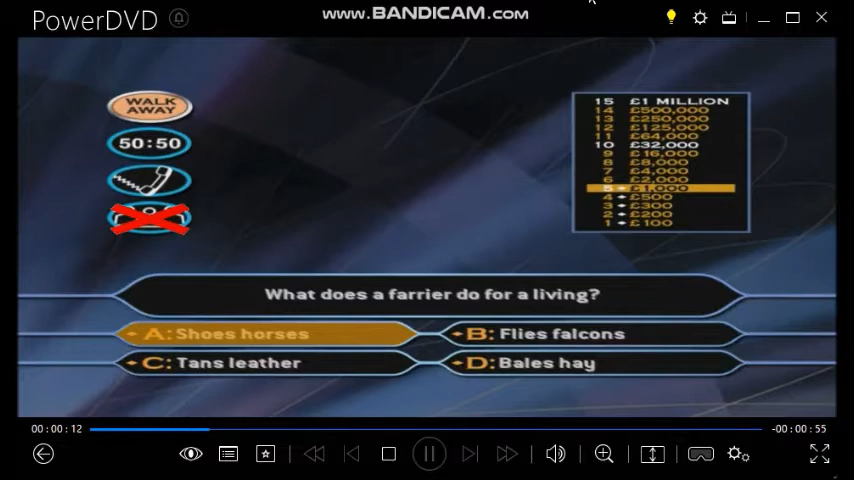 PowerDVD
www.BANDICAM.com
WALK
AWAY
50:50
15 £1 MILLION
14 £500,000
13 £250,000
12 £125,000
11 £64,000
10 £32,000
9 £16,000
8 £8,000
7 £4,000
6 £2,000
5 £1,000
4 £500
3 £300
2 £200
1 £100
What does a farrier do for a living?
A: Shoes horses
B: Flies falcons
C: Tans leather
D: Bales hay
00:00:12
-00:00:55